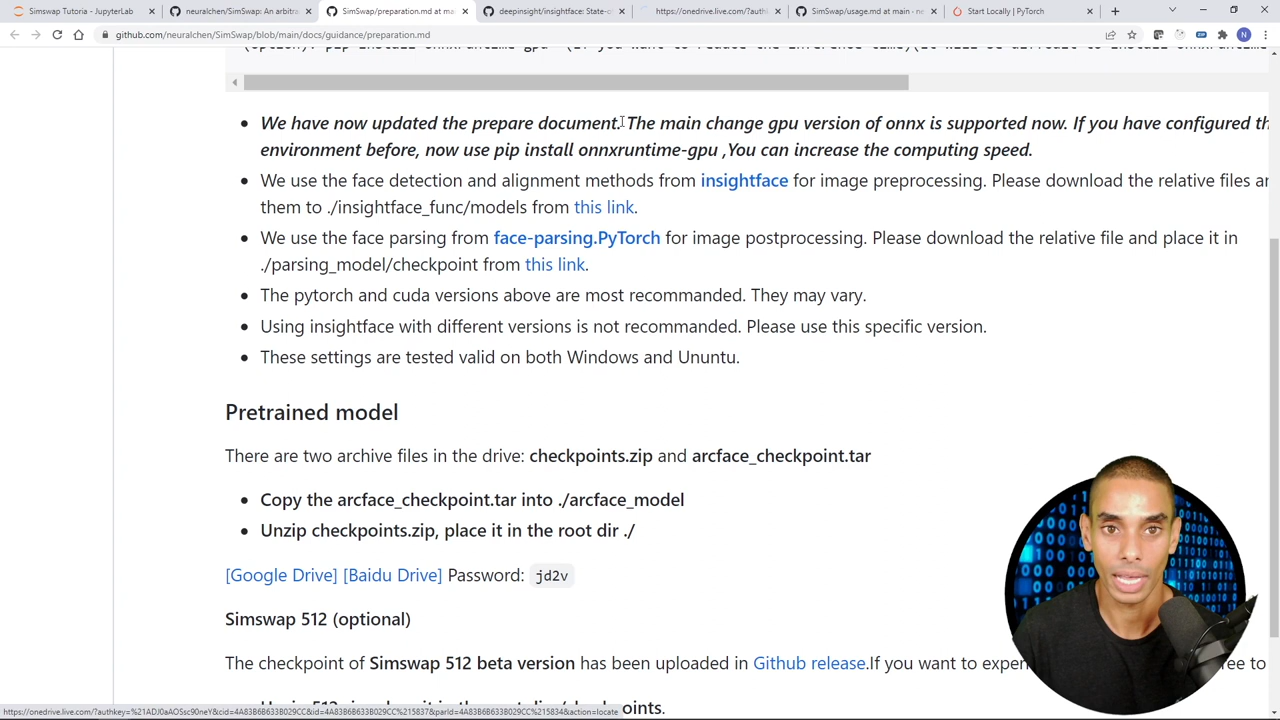 Simswap Tutoria - JupyterLab
neuralchen/SimSwap: An arbitra
SimSwap/preparation.md at ma
deepinsight/insightface: State-o
https://onedrive.live.com/?authl
SimSwap/usage.md at main · ne
Start Locally | PyTorch
github.com/neuralchen/SimSwap/blob/main/docs/guidance/preparation.md
We have now updated the prepare document. The main change gpu version of onnx is supported now. If you have configured th
environment before, now use pip install onnxruntime-gpu ,You can increase the computing speed.
We use the face detection and alignment methods from insightface for image preprocessing. Please download the relative files an
them to ./insightface_func/models from this link.
We use the face parsing from face-parsing.PyTorch for image postprocessing. Please download the relative file and place it in
./parsing_model/checkpoint from this link.
The pytorch and cuda versions above are most recommanded. They may vary.
Using insightface with different versions is not recommanded. Please use this specific version.
These settings are tested valid on both Windows and Ununtu.
Pretrained model
There are two archive files in the drive: checkpoints.zip and arcface_checkpoint.tar
Copy the arcface_checkpoint.tar into ./arcface_model
Unzip checkpoints.zip, place it in the root dir ./
[Google Drive] [Baidu Drive] Password: jd2v
Simswap 512 (optional)
The checkpoint of Simswap 512 beta version has been uploaded in Github release.If you want to exper